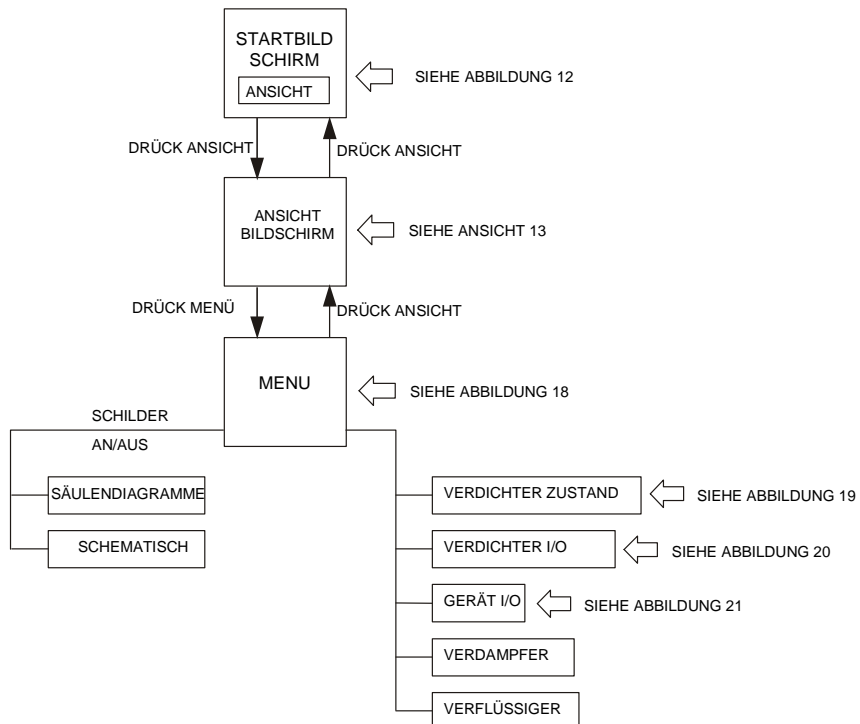 STARTBILD
SCHIRM
ANSICHT
SIEHE ABBILDUNG 12
DRÜCK ANSICHT
DRÜCK ANSICHT
ANSICHT
BILDSCHIRM
SIEHE ANSICHT 13
DRÜCK MENÜ
DRÜCK ANSICHT
MENU
SIEHE ABBILDUNG 18
SCHILDER
AN/AUS
SÄULENDIAGRAMME
SCHEMATISCH
VERDICHTER ZUSTAND
SIEHE ABBILDUNG 19
VERDICHTER I/O
SIEHE ABBILDUNG 20
GERÄT I/O
SIEHE ABBILDUNG 21
VERDAMPFER
VERFLÜSSIGER